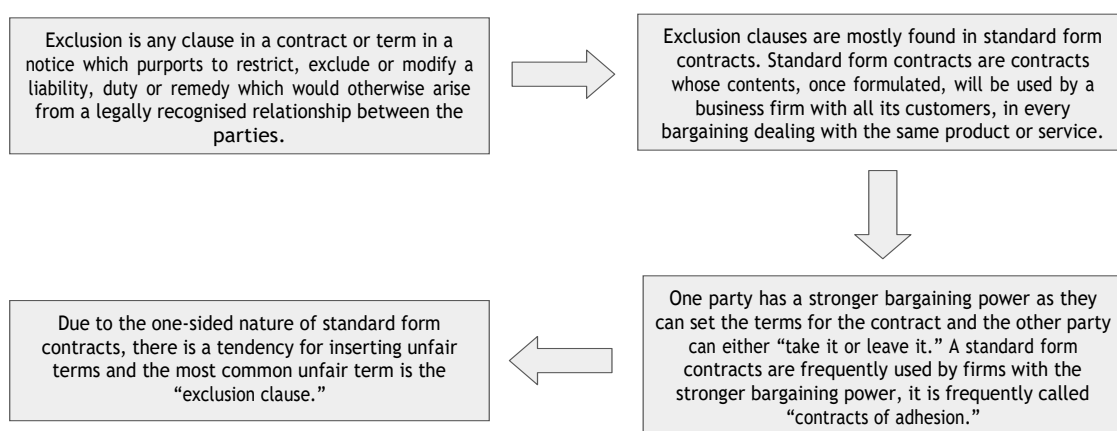 Exclusion is any clause in a contract or term in a
notice which purports to restrict, exclude or modify a
liability, duty or remedy which would otherwise arise
from a legally recognised relationship between the
parties.
Exclusion clauses are mostly found in standard form
contracts. Standard form contracts are contracts
whose contents, once formulated, will be used by a
business firm with all its customers, in every
bargaining dealing with the same product or service.
One party has a stronger bargaining power as they
can set the terms for the contract and the other party
can either “take it or leave it.” A standard form
contracts are frequently used by firms with the
stronger bargaining power, it is frequently called
“contracts of adhesion.”
Due to the one-sided nature of standard form
contracts, there is a tendency for inserting unfair
terms and the most common unfair term is the
“exclusion clause.”